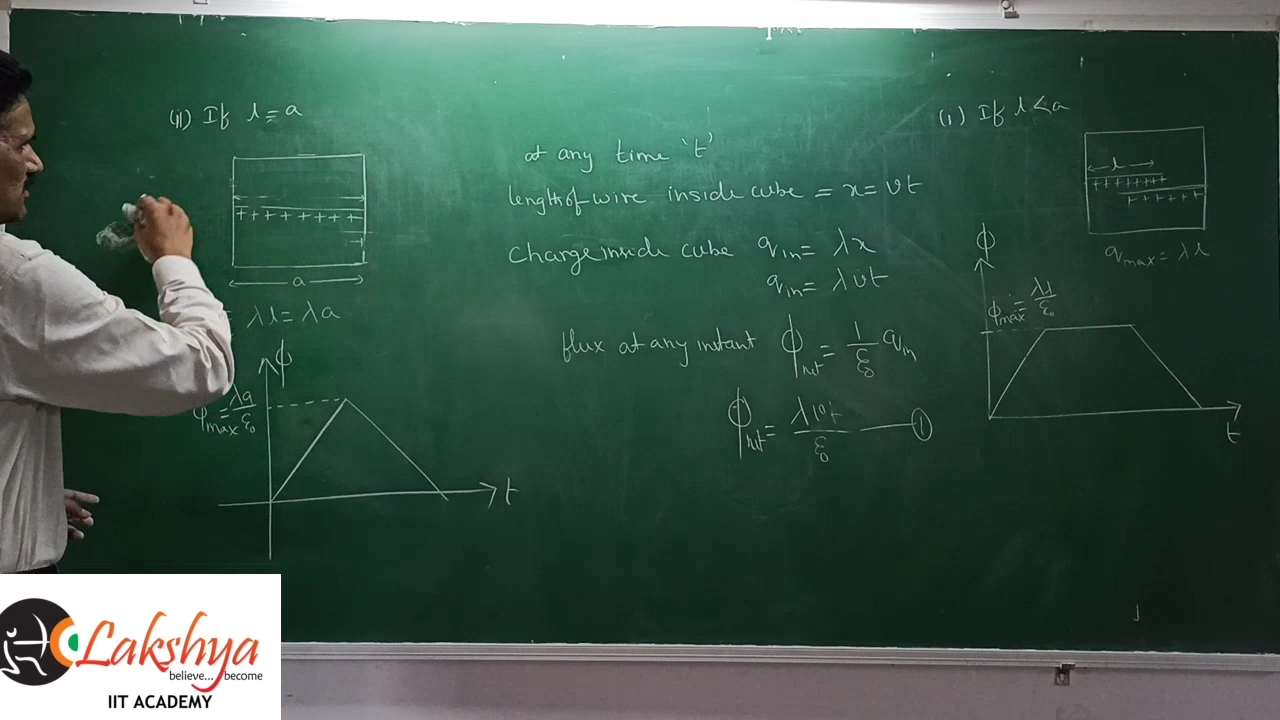 (ii) If l = a
+ + + + + + + +
a
= λl = λa
ϕ
ϕmax = λa/ε₀
t
at any time 't'
length of wire inside cube = x = vt
Charge inside cube qin = λx
qin = λvt
flux at any instant ϕnet = 1/ε₀ qin
ϕnet = λvt/ε₀ —— ①
(i) If l < a
l
+ + + + + + + +
+ + + + + + +
qmax = λl
ϕ
ϕmax = λl/ε₀
t
Lakshya
believe... become
IIT ACADEMY